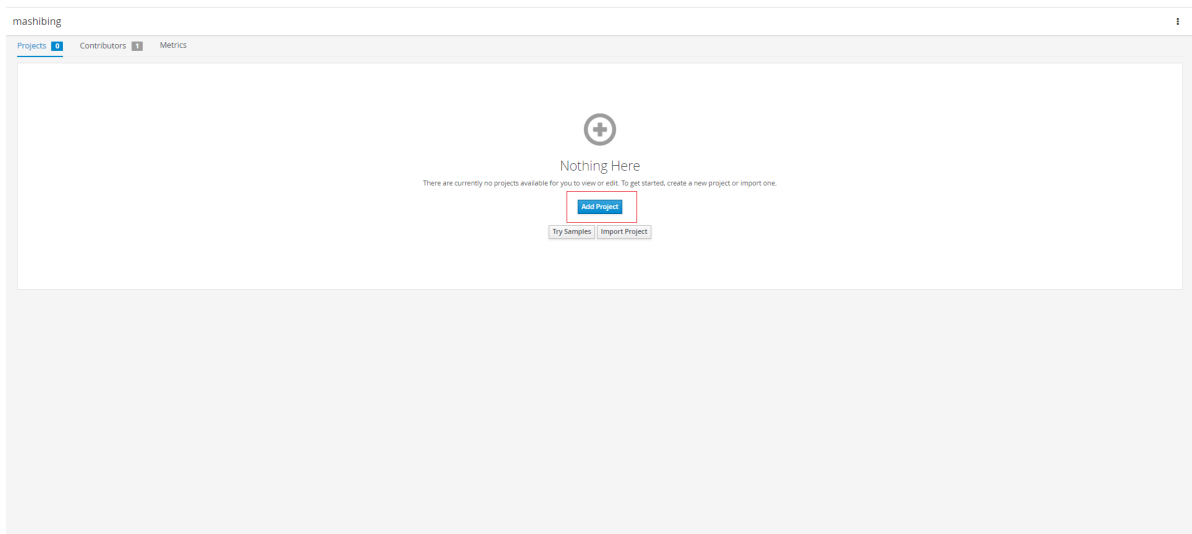 mashibing
Projects 0 Contributors 1 Metrics
Nothing Here
There are currently no projects available for you to view or edit. To get started, create a new project or import one.
Add Project
Try Samples Import Project